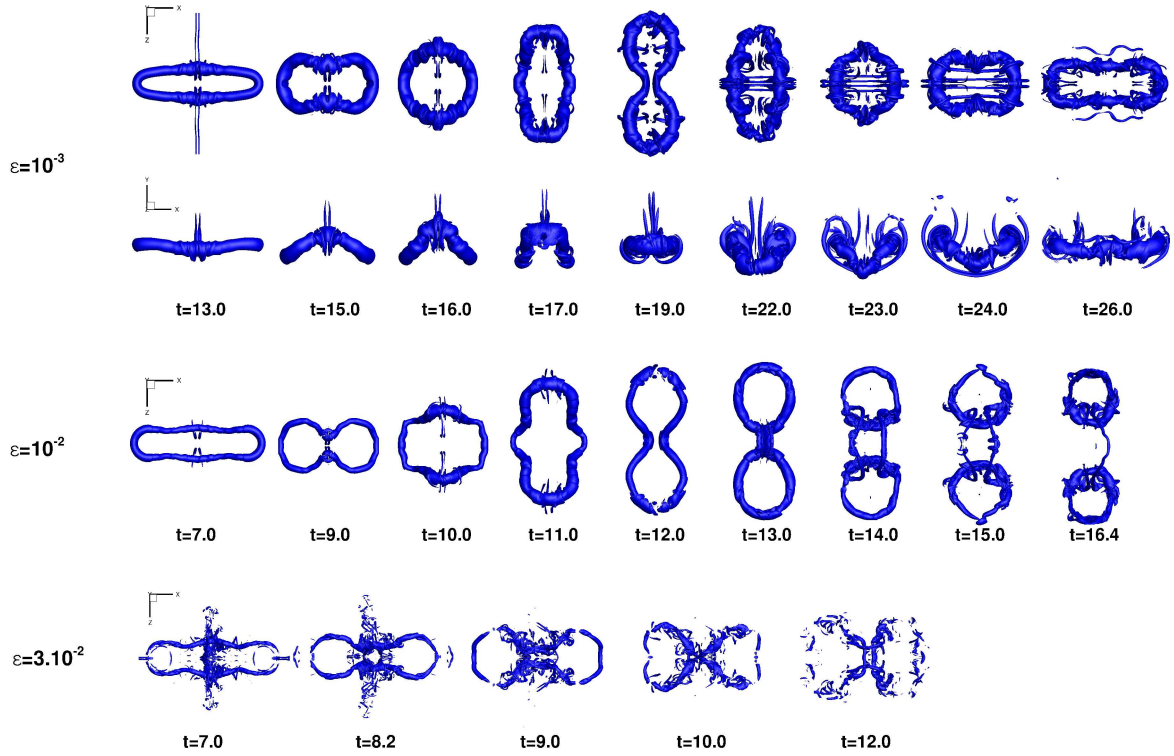 Y X
Z
ε=10⁻³
Y
Z X
t=13.0 t=15.0 t=16.0 t=17.0 t=19.0 t=22.0 t=23.0 t=24.0 t=26.0
Y X
Z
ε=10⁻²
t=7.0 t=9.0 t=10.0 t=11.0 t=12.0 t=13.0 t=14.0 t=15.0 t=16.4
Y X
Z
ε=3.10⁻²
t=7.0 t=8.2 t=9.0 t=10.0 t=12.0